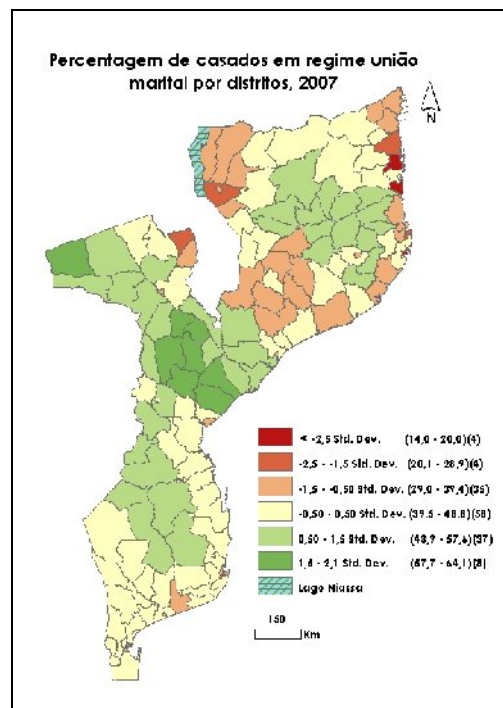 Percentagem de casados em regime união
marital por distritos, 2007
N
< -2,5 Std. Dev. (14,0 - 20,0)(4)
-2,5 - -1,5 Std. Dev. (20,1 - 28,9)(4)
-1,5 - -0,50 Std. Dev. (29,0 - 39,4)(35)
-0,50 - 0,50 Std. Dev. (39,5 - 48,8)(58)
0,50 - 1,5 Std. Dev. (48,9 - 57,6)(37)
1,5 - 2,1 Std. Dev. (57,7 - 64,1)(8)
Lago Niassa
150
Km